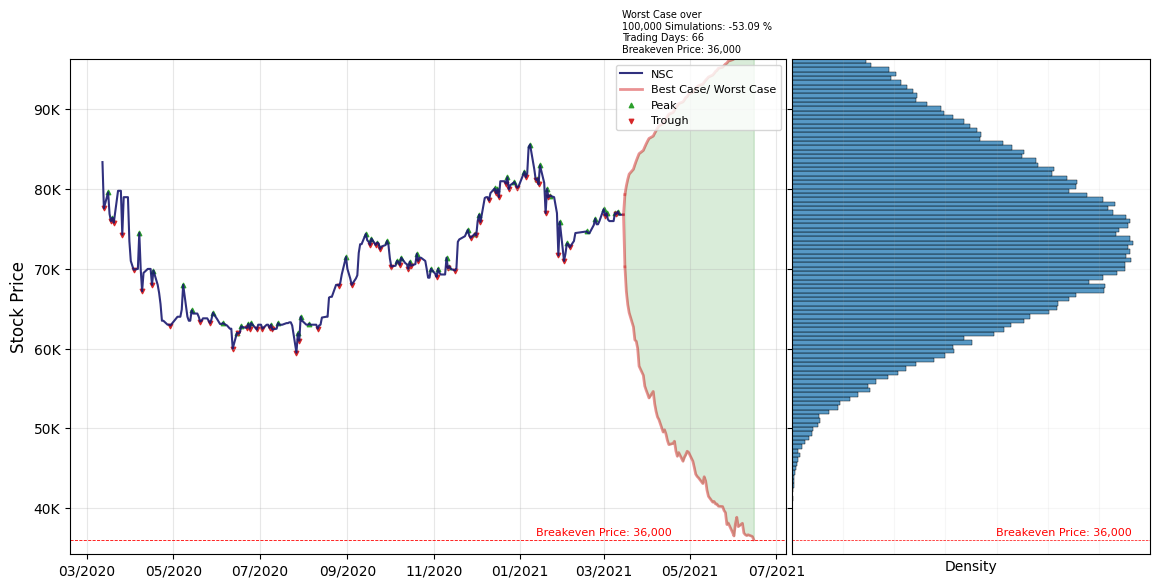 Worst Case over
100,000 Simulations: -53.09 %
Trading Days: 66
Breakeven Price: 36,000
NSC
Best Case/ Worst Case
Peak
Trough
Stock Price
90K
80K
70K
60K
50K
40K
Breakeven Price: 36,000
Breakeven Price: 36,000
03/2020
05/2020
07/2020
09/2020
11/2020
01/2021
03/2021
05/2021
07/2021
Density